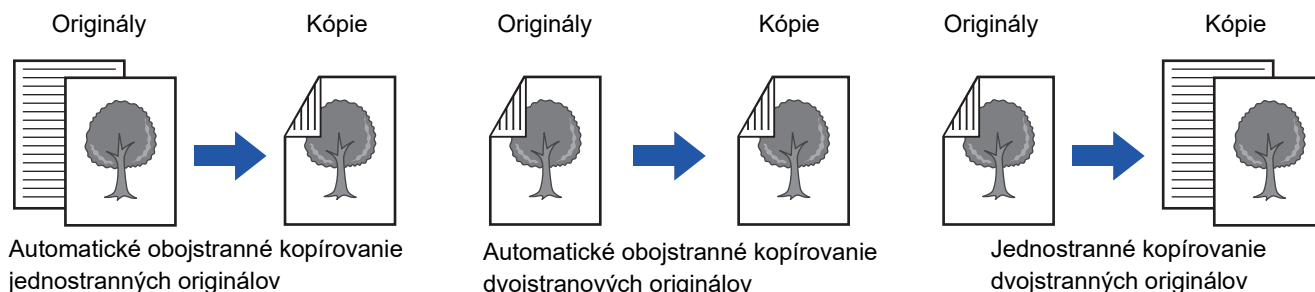 Originály
Kópie
Originály
Kópie
Originály
Kópie
Automatické obojstranné kopírovanie
jednostranných originálov
Automatické obojstranné kopírovanie
dvojstranových originálov
Jednostranné kopírovanie
dvojstranných originálov